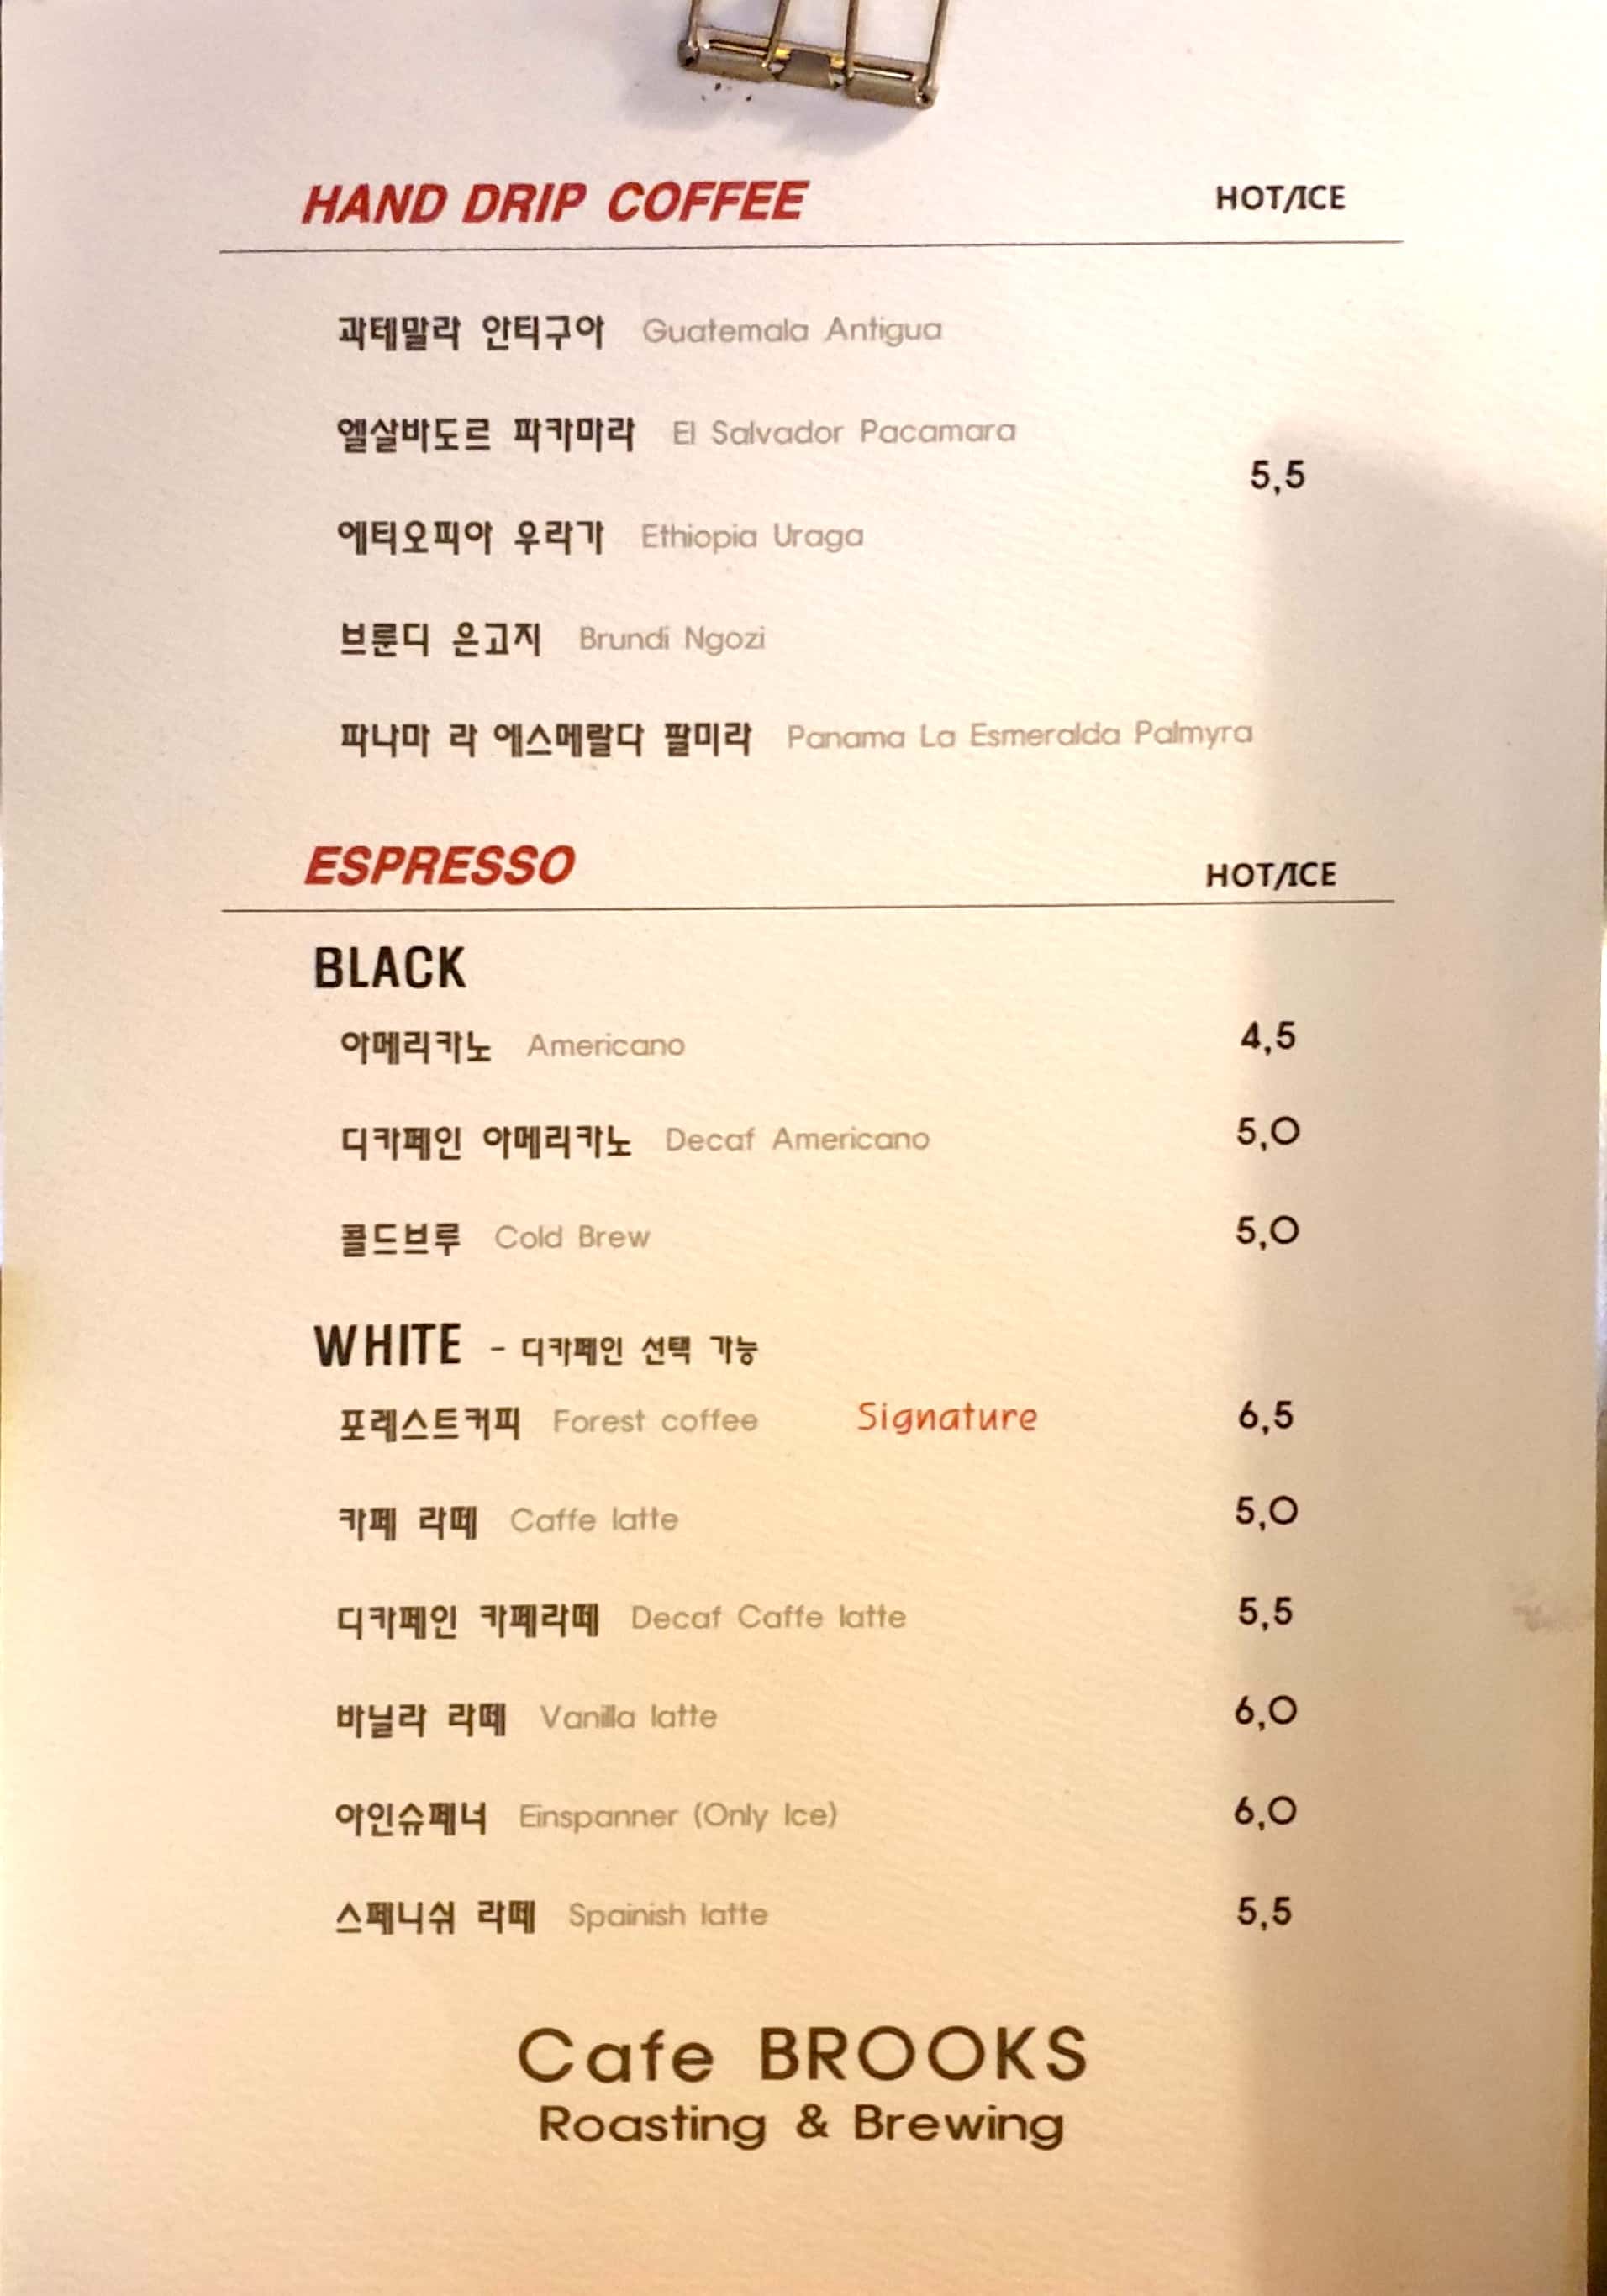 HAND DRIP COFFEE HOT/ICE
과테말라 안티구아 Guatemala Antigua
엘살바도르 파카마라 El Salvador Pacamara
5,5
에티오피아 우라가 Ethiopia Uraga
브룬디 은고지 Brundi Ngozi
파나마 라 에스메랄다 팔미라 Panama La Esmeralda Palmyra
ESPRESSO HOT/ICE
BLACK
아메리카노 Americano 4,5
디카페인 아메리카노 Decaf Americano 5,0
콜드브루 Cold Brew 5,0
WHITE - 디카페인 선택 가능
포레스트커피 Forest coffee Signature 6,5
카페 라떼 Caffe latte 5,0
디카페인 카페라떼 Decaf Caffe latte 5,5
바닐라 라떼 Vanilla latte 6,0
아인슈페너 Einspanner (Only Ice) 6,0
스페니쉬 라떼 Spainish latte 5,5
Cafe BROOKS
Roasting & Brewing